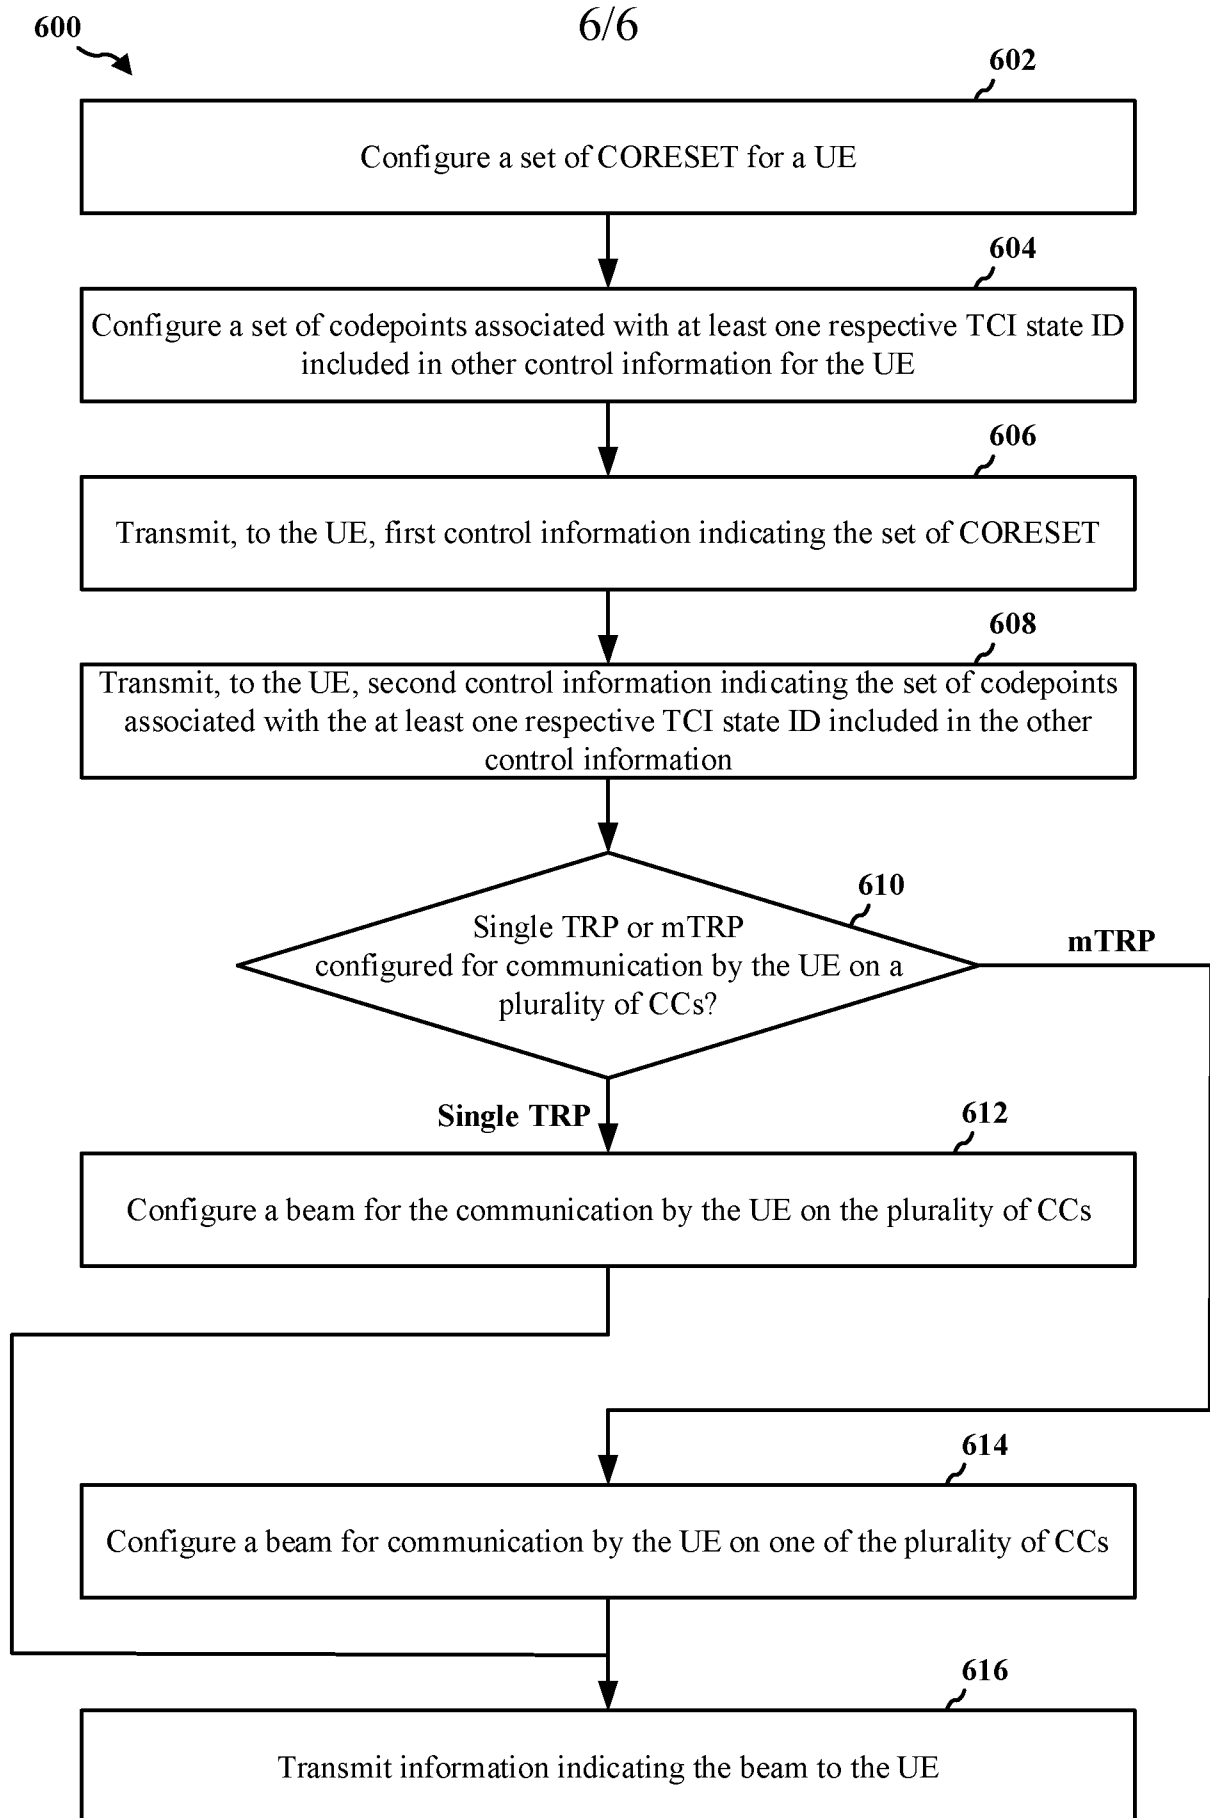 6/6
600
602
Configure a set of CORESET for a UE
604
Configure a set of codepoints associated with at least one respective TCI state ID
included in other control information for the UE
606
Transmit, to the UE, first control information indicating the set of CORESET
608
Transmit, to the UE, second control information indicating the set of codepoints
associated with the at least one respective TCI state ID included in the other
control information
610
Single TRP or mTRP
configured for communication by the UE on a
plurality of CCs?
mTRP
Single TRP
612
Configure a beam for the communication by the UE on the plurality of CCs
614
Configure a beam for communication by the UE on one of the plurality of CCs
616
Transmit information indicating the beam to the UE